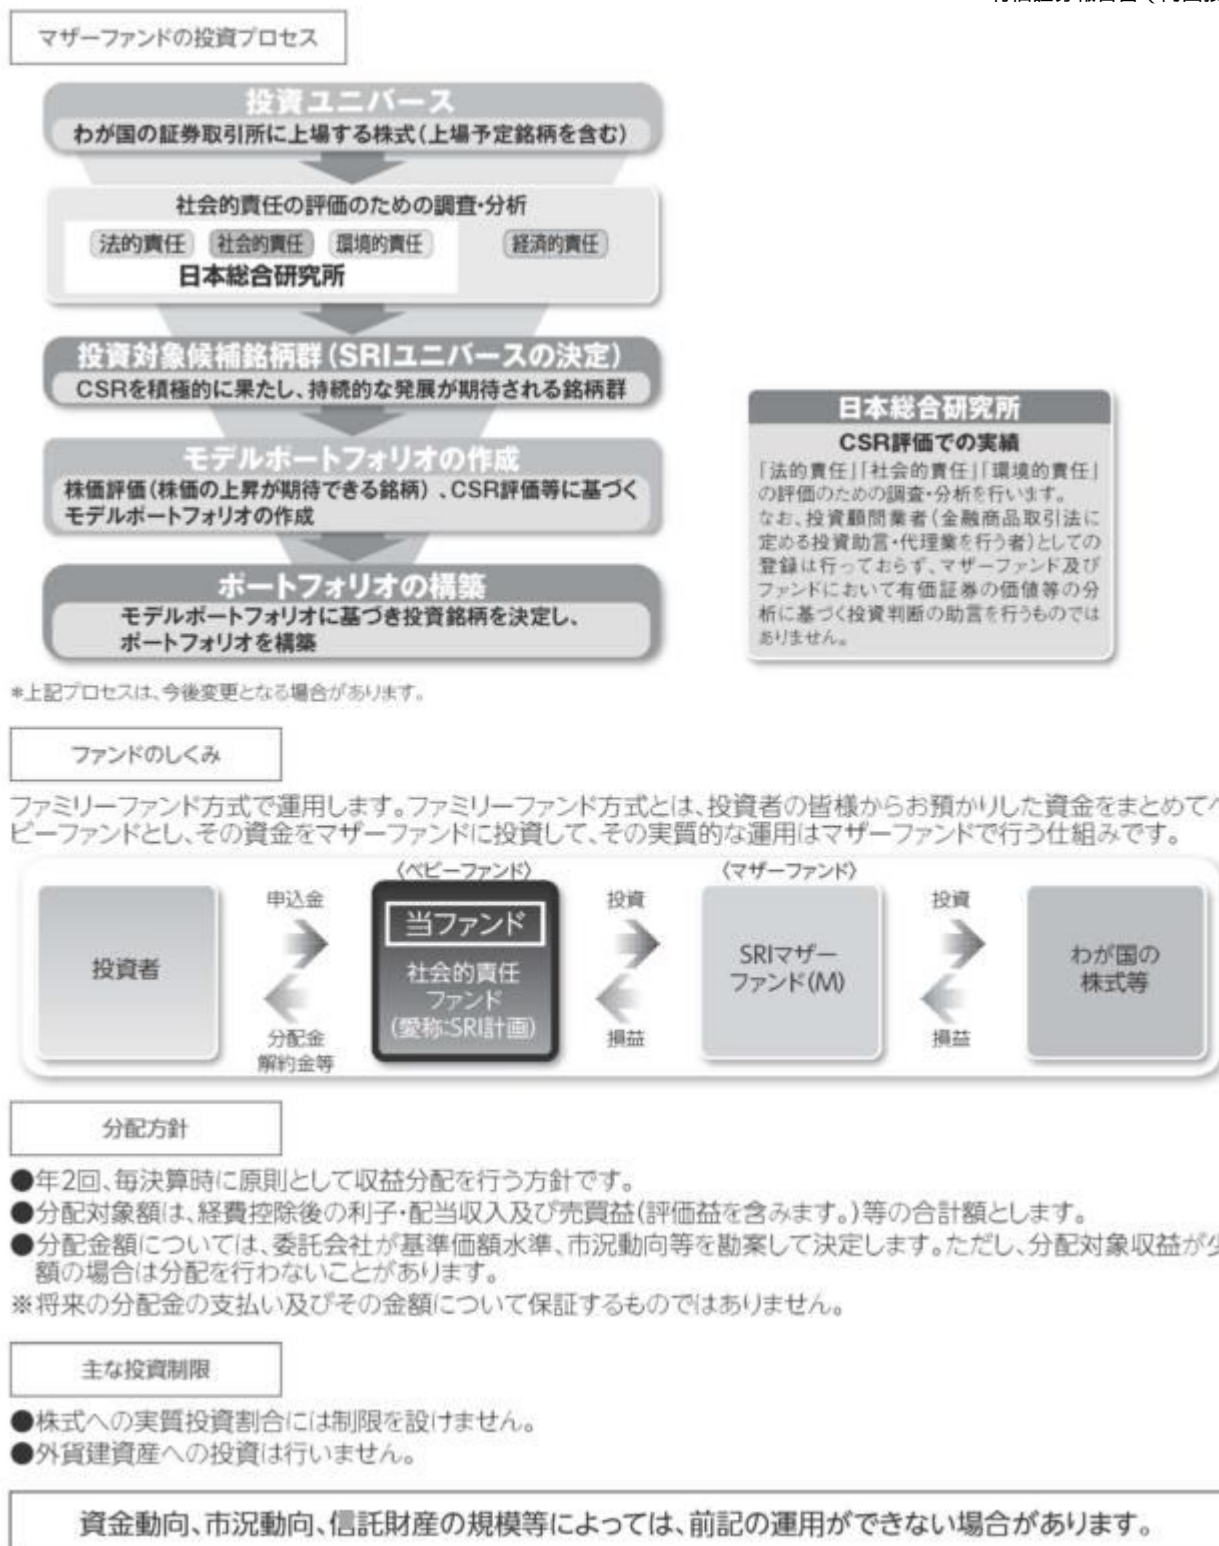 マザーファンドの投資プロセス
投資ユニバース
わが国の証券取引所に上場する株式(上場予定銘柄を含む)
社会的責任の評価のための調査・分析
法的責任 社会的責任 環境的責任 経済的責任
日本総合研究所
投資対象候補銘柄群(SRIユニバースの決定)
CSRを積極的に果たし、持続的な発展が期待される銘柄群
モデルポートフォリオの作成
株価評価(株価の上昇が期待できる銘柄)、CSR評価等に基づく
モデルポートフォリオの作成
ポートフォリオの構築
モデルポートフォリオに基づき投資銘柄を決定し、
ポートフォリオを構築
日本総合研究所
CSR評価での実績
「法的責任」「社会的責任」「環境的責任」
の評価のための調査・分析を行います。
なお、投資顧問業者(金融商品取引法に
定める投資助言・代理業を行う者)としての
登録は行っておらず、マザーファンド及び
ファンドにおいて有価証券の価値等の分
析に基づく投資判断の助言を行うものでは
ありません。
*上記プロセスは、今後変更となる場合があります。
ファンドのしくみ
ファミリーファンド方式で運用します。ファミリーファンド方式とは、投資者の皆様からお預かりした資金をまとめてベ
ビーファンドとし、その資金をマザーファンドに投資して、その実質的な運用はマザーファンドで行う仕組みです。
〈ベビーファンド〉 〈マザーファンド〉
投資者
申込金
分配金
解約金等
当ファンド
社会的責任
ファンド
(愛称:SRI計画)
投資
損益
SRIマザー
ファンド(M)
投資
損益
わが国の
株式等
分配方針
●年2回、毎決算時に原則として収益分配を行う方針です。
●分配対象額は、経費控除後の利子・配当収入及び売買益(評価益を含みます。)等の合計額とします。
●分配金額については、委託会社が基準価額水準、市況動向等を勘案して決定します。ただし、分配対象収益が少
額の場合は分配を行わないことがあります。
※将来の分配金の支払い及びその金額について保証するものではありません。
主な投資制限
●株式への実質投資割合には制限を設けません。
●外貨建資産への投資は行いません。
資金動向、市況動向、信託財産の規模等によっては、前記の運用ができない場合があります。